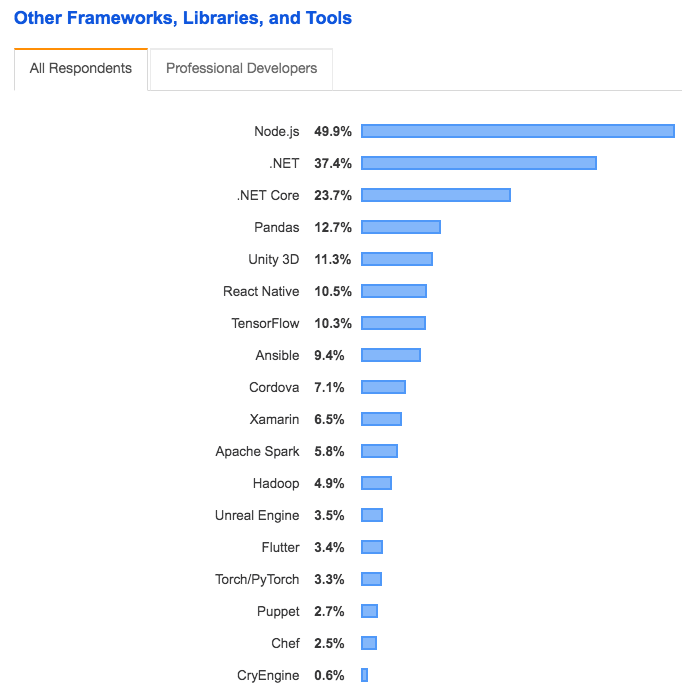 Other Frameworks, Libraries, and Tools
All Respondents Professional Developers
Node.js 49.9%
.NET 37.4%
.NET Core 23.7%
Pandas 12.7%
Unity 3D 11.3%
React Native 10.5%
TensorFlow 10.3%
Ansible 9.4%
Cordova 7.1%
Xamarin 6.5%
Apache Spark 5.8%
Hadoop 4.9%
Unreal Engine 3.5%
Flutter 3.4%
Torch/PyTorch 3.3%
Puppet 2.7%
Chef 2.5%
CryEngine 0.6%